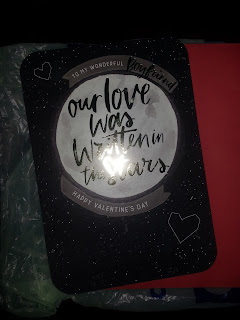 TO MY WONDERFUL Boyfriend
our love
was
written in
the stars
HAPPY VALENTINE'S DAY